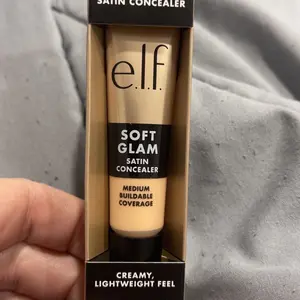 SATIN CONCEALER
e.l.f.
SOFT
GLAM
SATIN
CONCEALER
MEDIUM
BUILDABLE
COVERAGE
CREAMY,
LIGHTWEIGHT FEEL